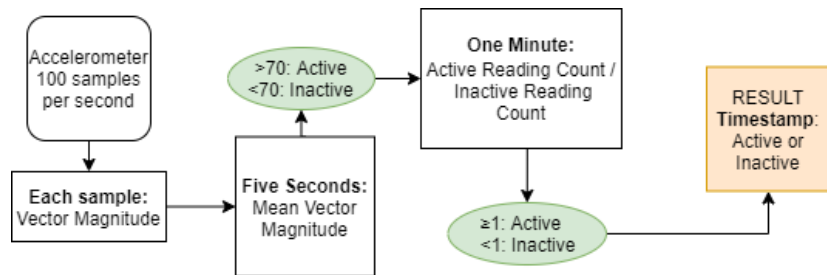 Accelerometer
100 samples
per second
Each sample:
Vector Magnitude
Five Seconds:
Mean Vector
Magnitude
>70: Active
<70: Inactive
One Minute:
Active Reading Count /
Inactive Reading
Count
≥1: Active
<1: Inactive
RESULT
Timestamp:
Active or
Inactive